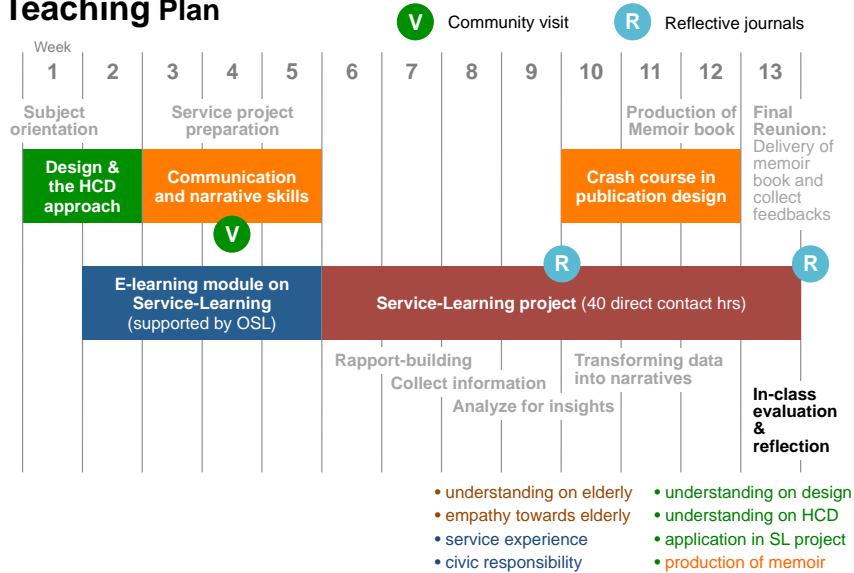 Teaching Plan
V Community visit
R Reflective journals
Week
1 2 3 4 5 6 7 8 9 10 11 12 13
Subject
orientation
Service project
preparation
Production of
Memoir book
Final
Reunion:
Delivery of
memoir
book and
collect
feedbacks
Design &
the HCD
approach
Communication
and narrative skills
Crash course in
publication design
V
R
R
E-learning module on
Service-Learning
(supported by OSL)
Service-Learning project (40 direct contact hrs)
Rapport-building
Collect information
Analyze for insights
Transforming data
into narratives
In-class
evaluation
&
reflection
• understanding on elderly
• empathy towards elderly
• service experience
• civic responsibility
• understanding on design
• understanding on HCD
• application in SL project
• production of memoir